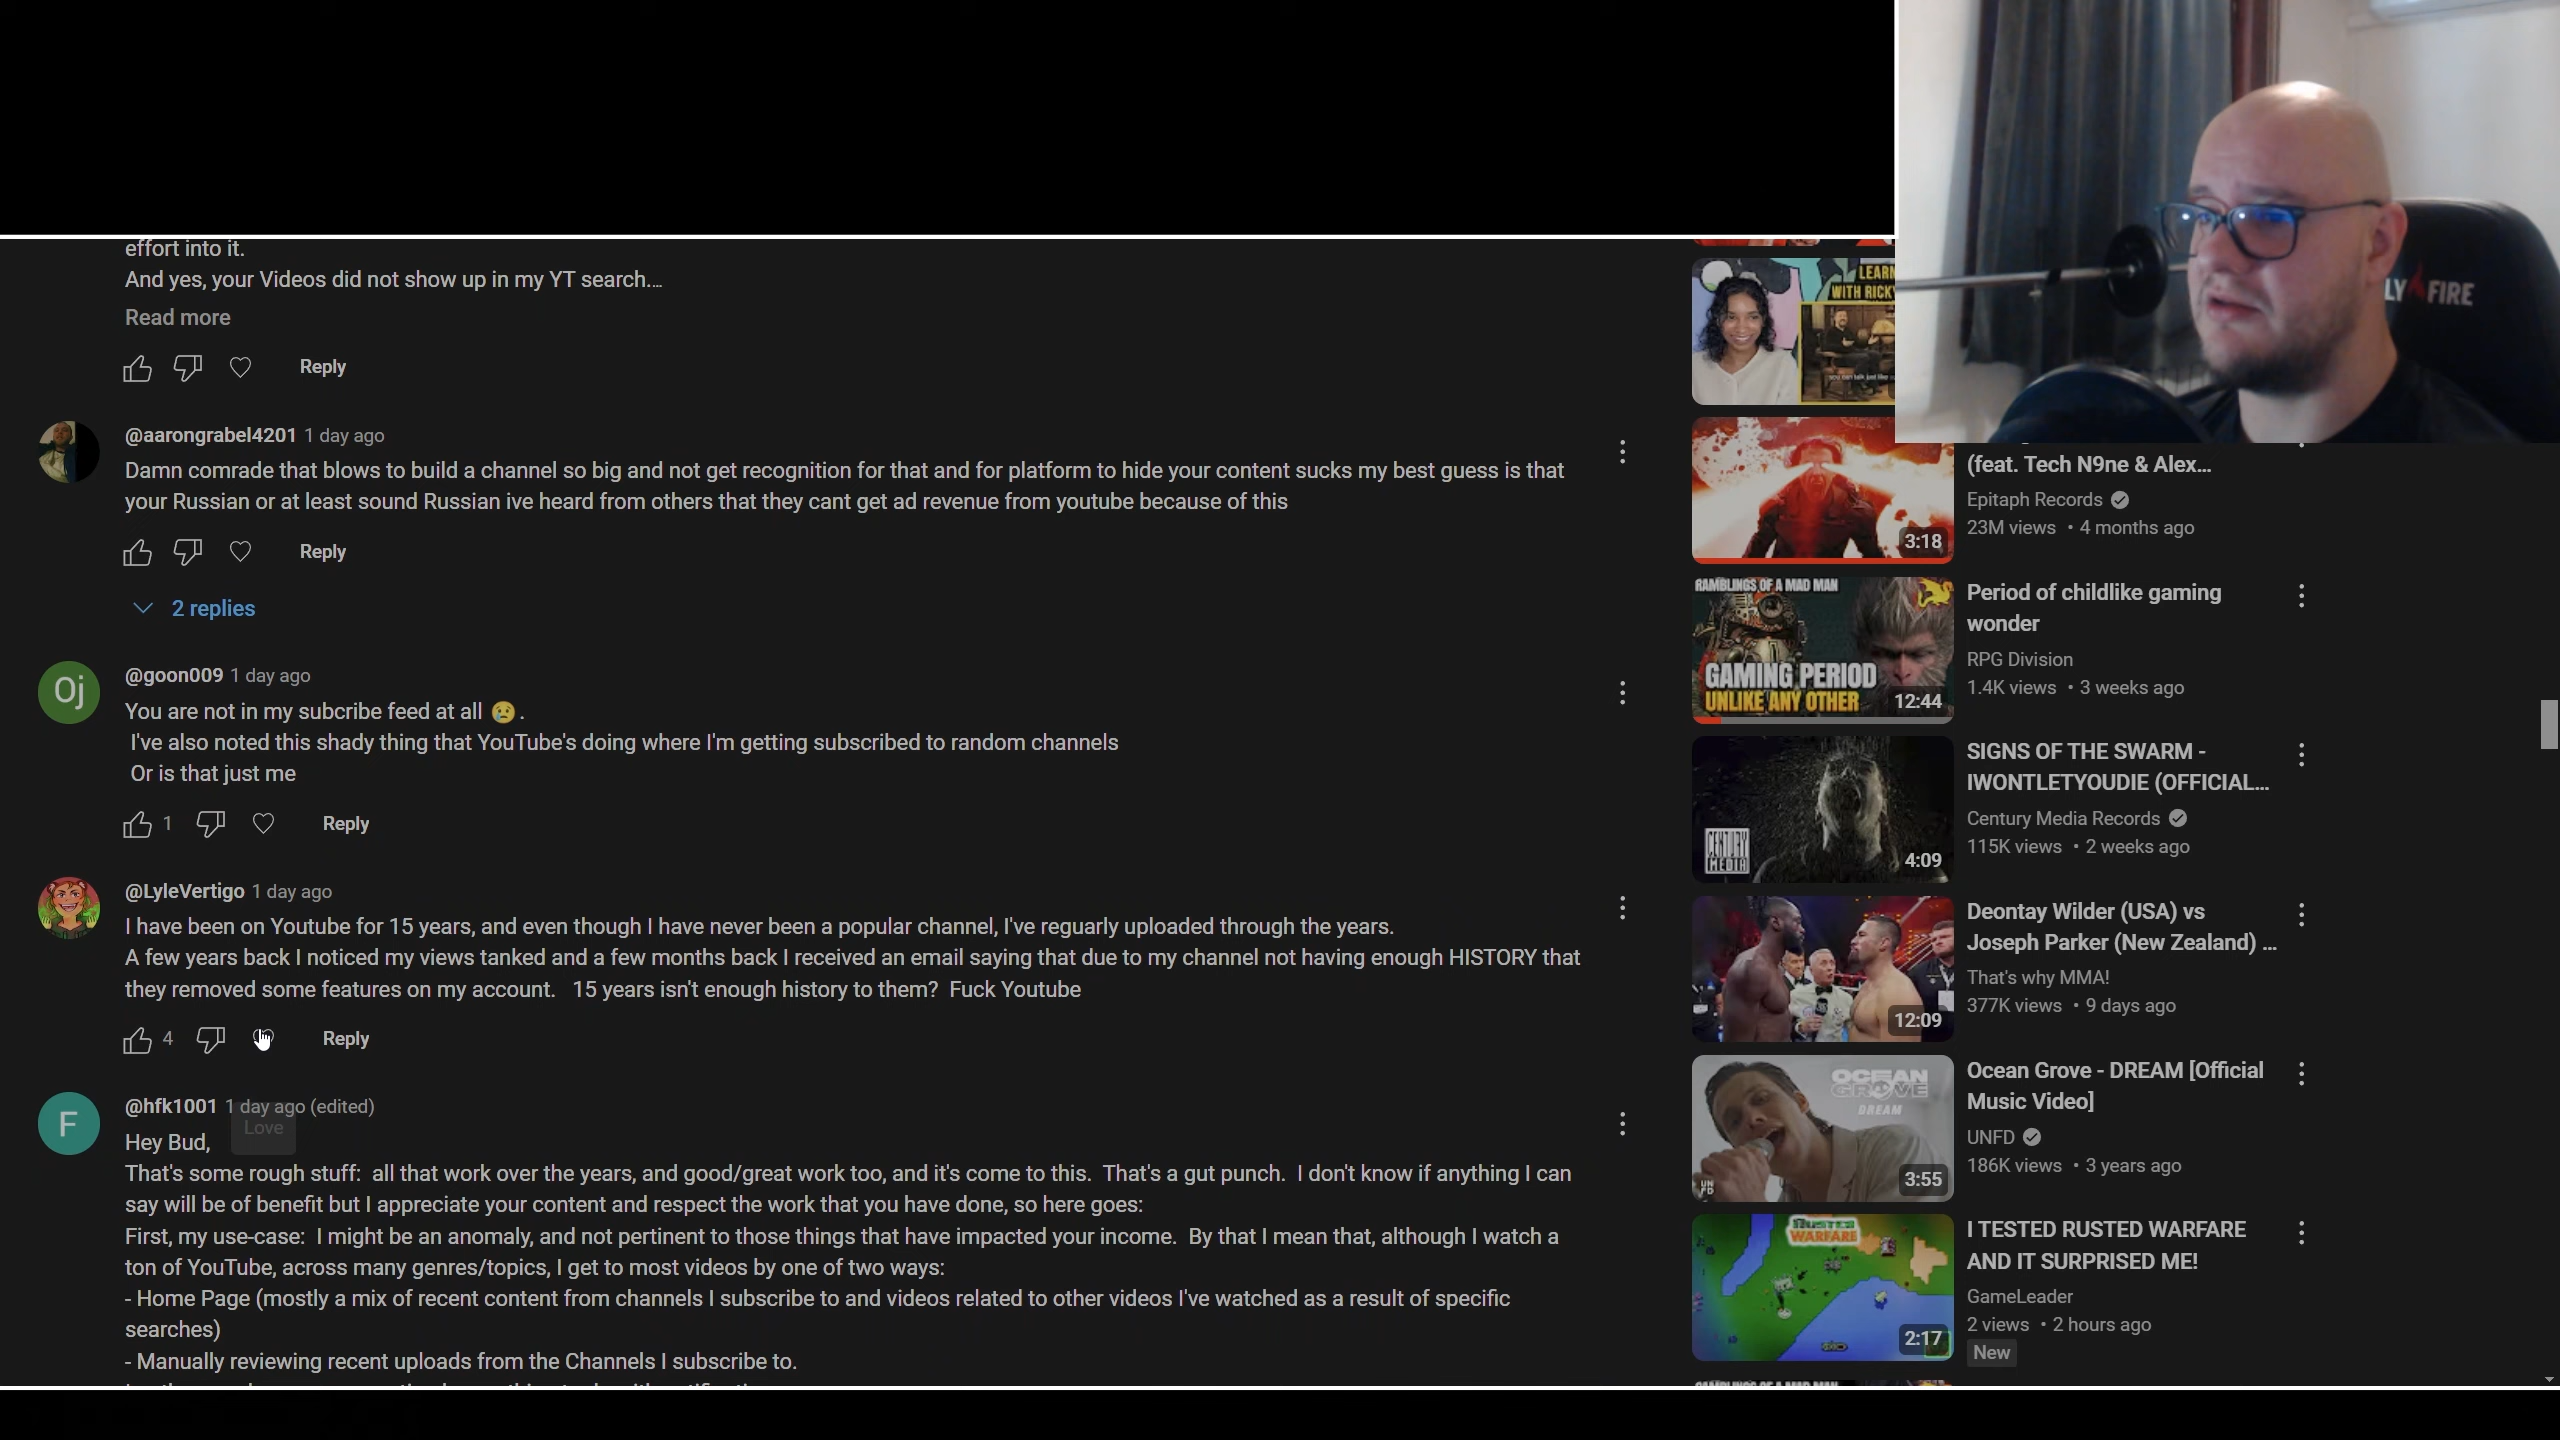 effort into it.
And yes, your Videos did not show up in my YT search...
Read more
Reply
@aarongrabel4201 1 day ago
Damn comrade that blows to build a channel so big and not get recognition for that and for platform to hide your content sucks my best guess is that
your Russian or at least sound Russian ive heard from others that they cant get ad revenue from youtube because of this
Reply
2 replies
Oj
@goon009 1 day ago
You are not in my subcribe feed at all 😢 .
I've also noted this shady thing that YouTube's doing where I'm getting subscribed to random channels
Or is that just me
1
Reply
@LyleVertigo 1 day ago
I have been on Youtube for 15 years, and even though I have never been a popular channel, I've reguarly uploaded through the years.
A few years back I noticed my views tanked and a few months back I received an email saying that due to my channel not having enough HISTORY that
they removed some features on my account.   15 years isn't enough history to them?  Fuck Youtube
4
Reply
F
@hfk1001 1 day ago (edited)
Love
Hey Bud,
That's some rough stuff:  all that work over the years, and good/great work too, and it's come to this.  That's a gut punch.  I don't know if anything I can
say will be of benefit but I appreciate your content and respect the work that you have done, so here goes:
First, my use-case:  I might be an anomaly, and not pertinent to those things that have impacted your income.  By that I mean that, although I watch a
ton of YouTube, across many genres/topics, I get to most videos by one of two ways:
- Home Page (mostly a mix of recent content from channels I subscribe to and videos related to other videos I've watched as a result of specific
searches)
- Manually reviewing recent uploads from the Channels I subscribe to.
LEARN
WITH RICKY
LY FIRE
3:18
(feat. Tech N9ne & Alex...
Epitaph Records
23M views • 4 months ago
RAMBLINGS OF A MAD MAN
GAMING PERIOD
UNLIKE ANY OTHER
12:44
Period of childlike gaming
wonder
RPG Division
1.4K views • 3 weeks ago
CENTURY
MEDIA
4:09
SIGNS OF THE SWARM -
IWONTLETYOUDIE (OFFICIAL...
Century Media Records
115K views • 2 weeks ago
12:09
Deontay Wilder (USA) vs
Joseph Parker (New Zealand) ...
That's why MMA!
377K views • 9 days ago
OCEAN
GROVE
DREAM
UNFD
3:55
Ocean Grove - DREAM [Official
Music Video]
UNFD
186K views • 3 years ago
RUSTED
WARFARE
2:17
I TESTED RUSTED WARFARE
AND IT SURPRISED ME!
GameLeader
2 views • 2 hours ago
New